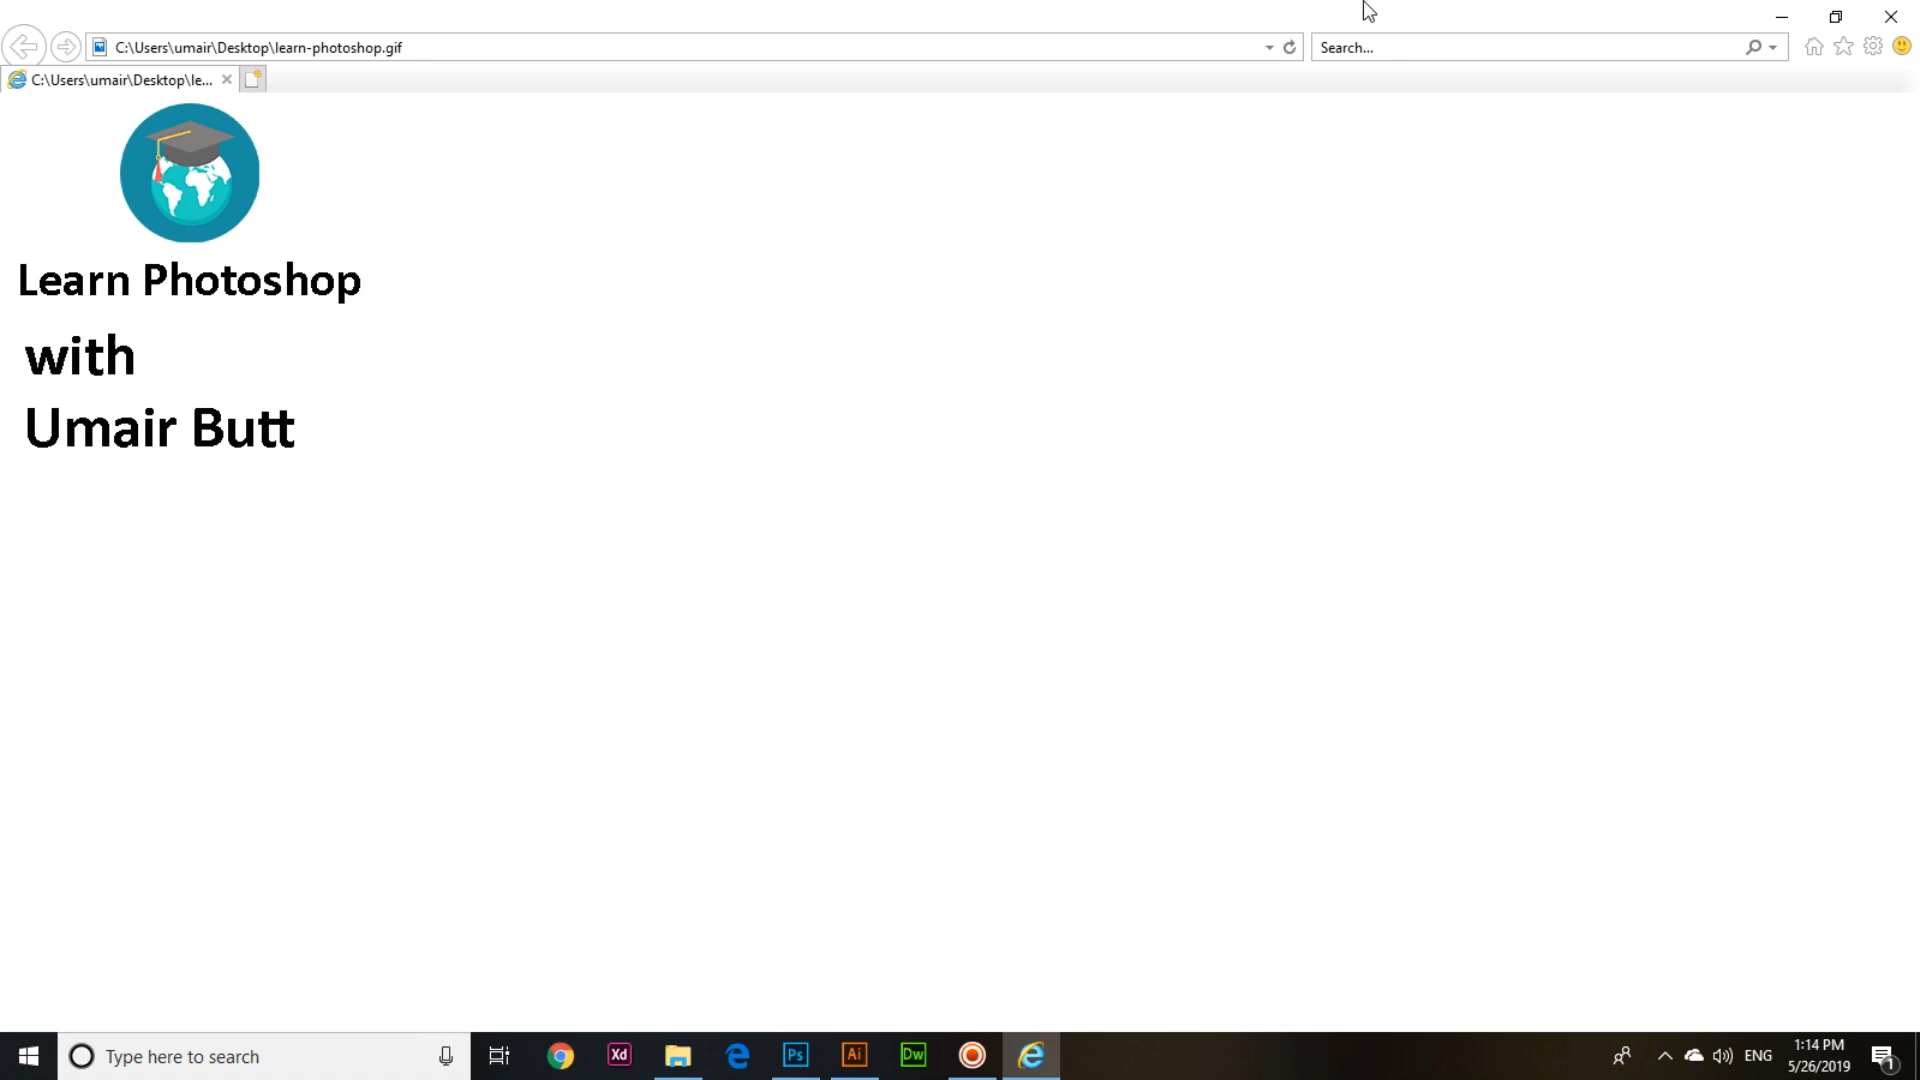 C:\Users\umair\Desktop\learn-photoshop.gif
Search...
C:\Users\umair\Desktop\le...
Learn Photoshop
with
Umair Butt
Type here to search
Xd
Ps
Ai
Dw
ENG
1:14 PM
5/26/2019
1